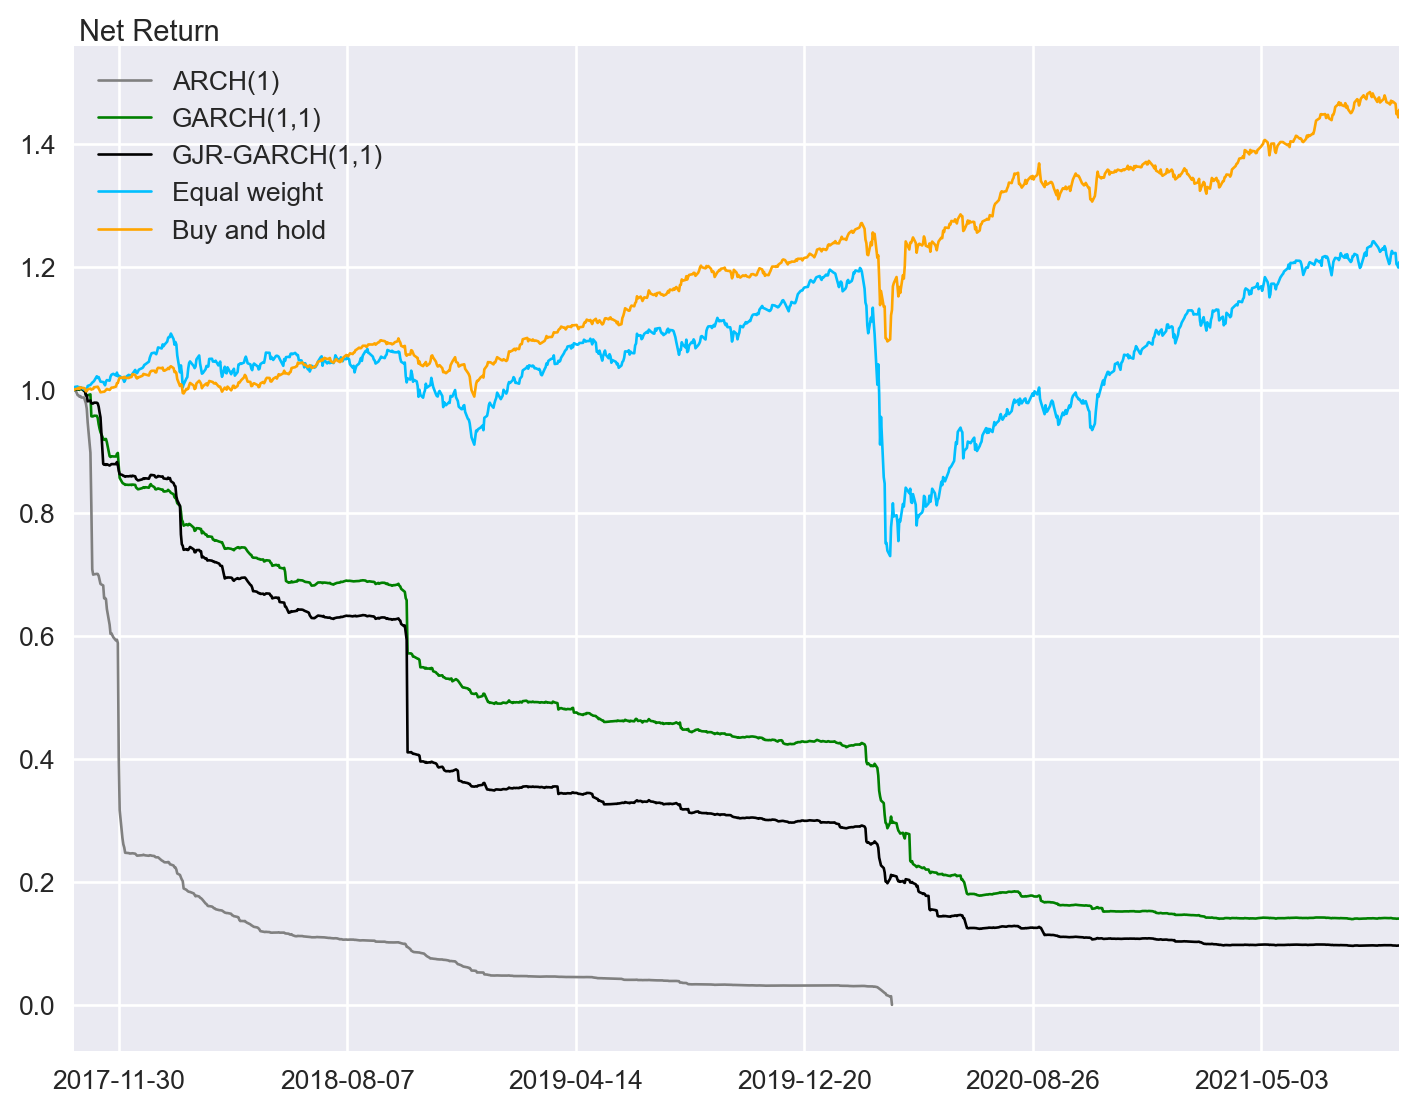 Net Return
ARCH(1)
GARCH(1,1)
GJR-GARCH(1,1)
Equal weight
Buy and hold
1.4
1.2
1.0
0.8
0.6
0.4
0.2
0.0
2017-11-30 2018-08-07 2019-04-14 2019-12-20 2020-08-26 2021-05-03